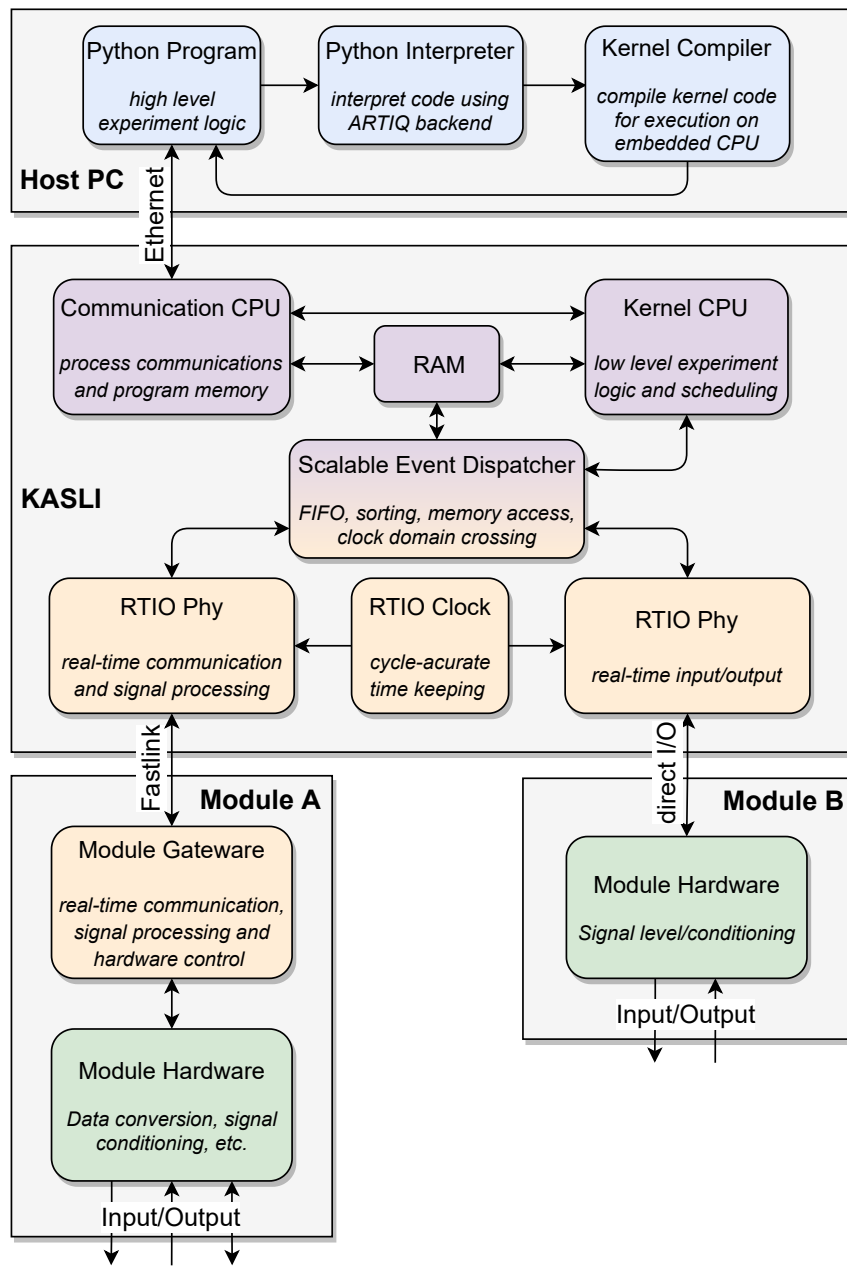 Python Program
high level
experiment logic
Python Interpreter
interpret code using
ARTIQ backend
Kernel Compiler
compile kernel code
for execution on
embedded CPU
Host PC
Ethernet
Communication CPU
process communications
and program memory
RAM
Kernel CPU
low level experiment
logic and scheduling
KASLI
Scalable Event Dispatcher
FIFO, sorting, memory access,
clock domain crossing
RTIO Phy
real-time communication
and signal processing
RTIO Clock
cycle-acurate
time keeping
RTIO Phy
real-time input/output
Fastlink
direct I/O
Module A
Module Gateware
real-time communication,
signal processing and
hardware control
Module Hardware
Data conversion, signal
conditioning, etc.
Input/Output
Module B
Module Hardware
Signal level/conditioning
Input/Output